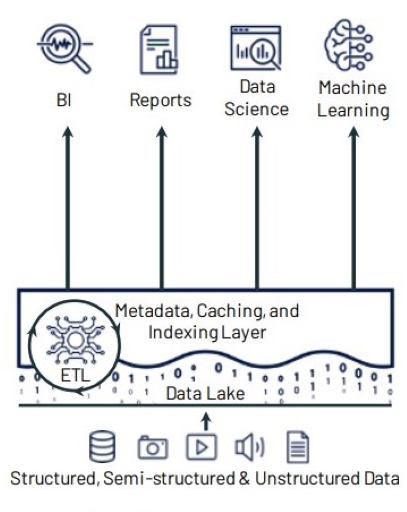 BI
Reports
Data
Science
Machine
Learning
Metadata, Caching, and
Indexing Layer
ETL
Data Lake
Structured, Semi-structured & Unstructured Data